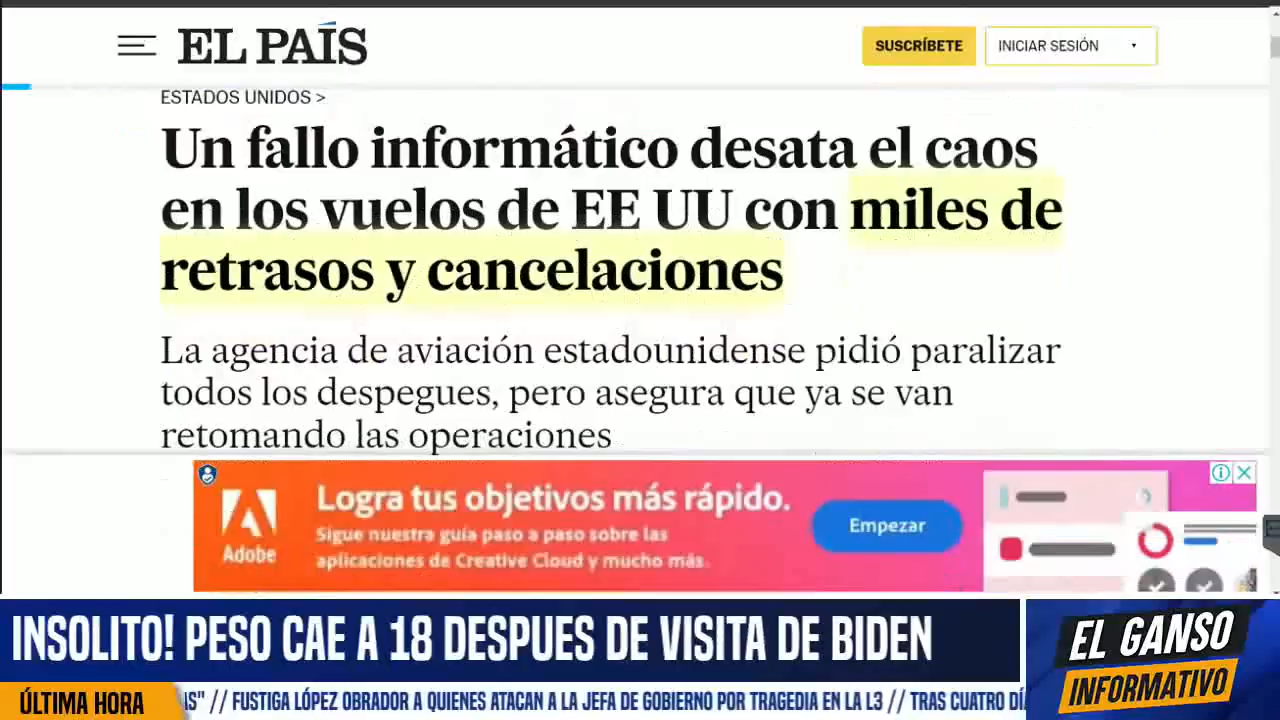 EL PAÍS
SUSCRÍBETE
INICIAR SESIÓN
ESTADOS UNIDOS >
Un fallo informático desata el caos
en los vuelos de EE UU con miles de
retrasos y cancelaciones
La agencia de aviación estadounidense pidió paralizar
todos los despegues, pero asegura que ya se van
retomando las operaciones
Adobe
Logra tus objetivos más rápido.
Sigue nuestra guía paso a paso sobre las
aplicaciones de Creative Cloud y mucho más.
Empezar
INSOLITO! PESO CAE A 18 DESPUES DE VISITA DE BIDEN
EL GANSO
INFORMATIVO
ÚLTIMA HORA
IS" // FUSTIGA LÓPEZ OBRADOR A QUIENES ATACAN A LA JEFA DE GOBIERNO POR TRAGEDIA EN LA L3 // TRAS CUATRO DÍA